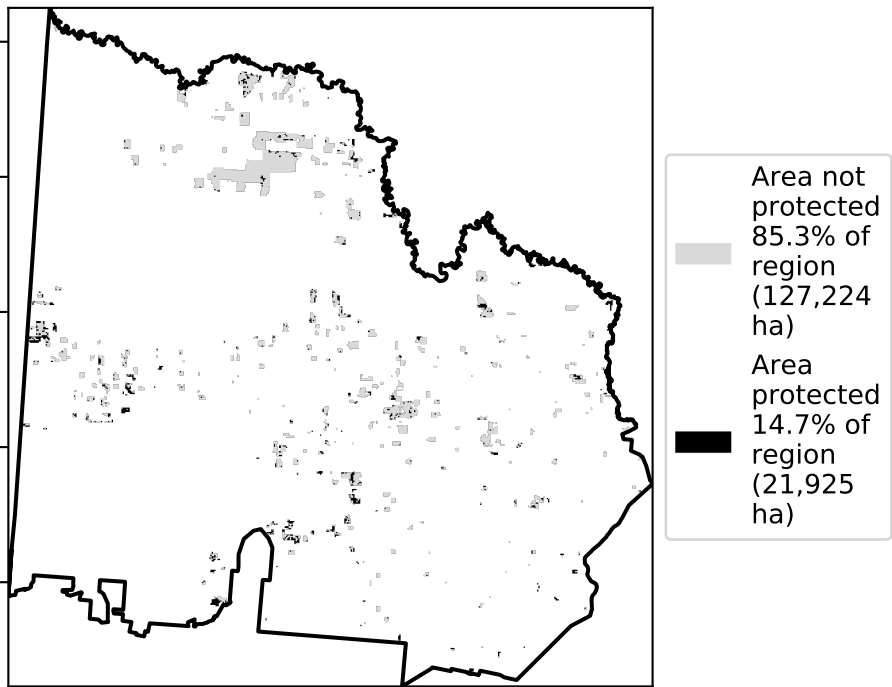 Area not
protected
85.3% of
region
(127,224
ha)
Area
protected
14.7% of
region
(21,925
ha)